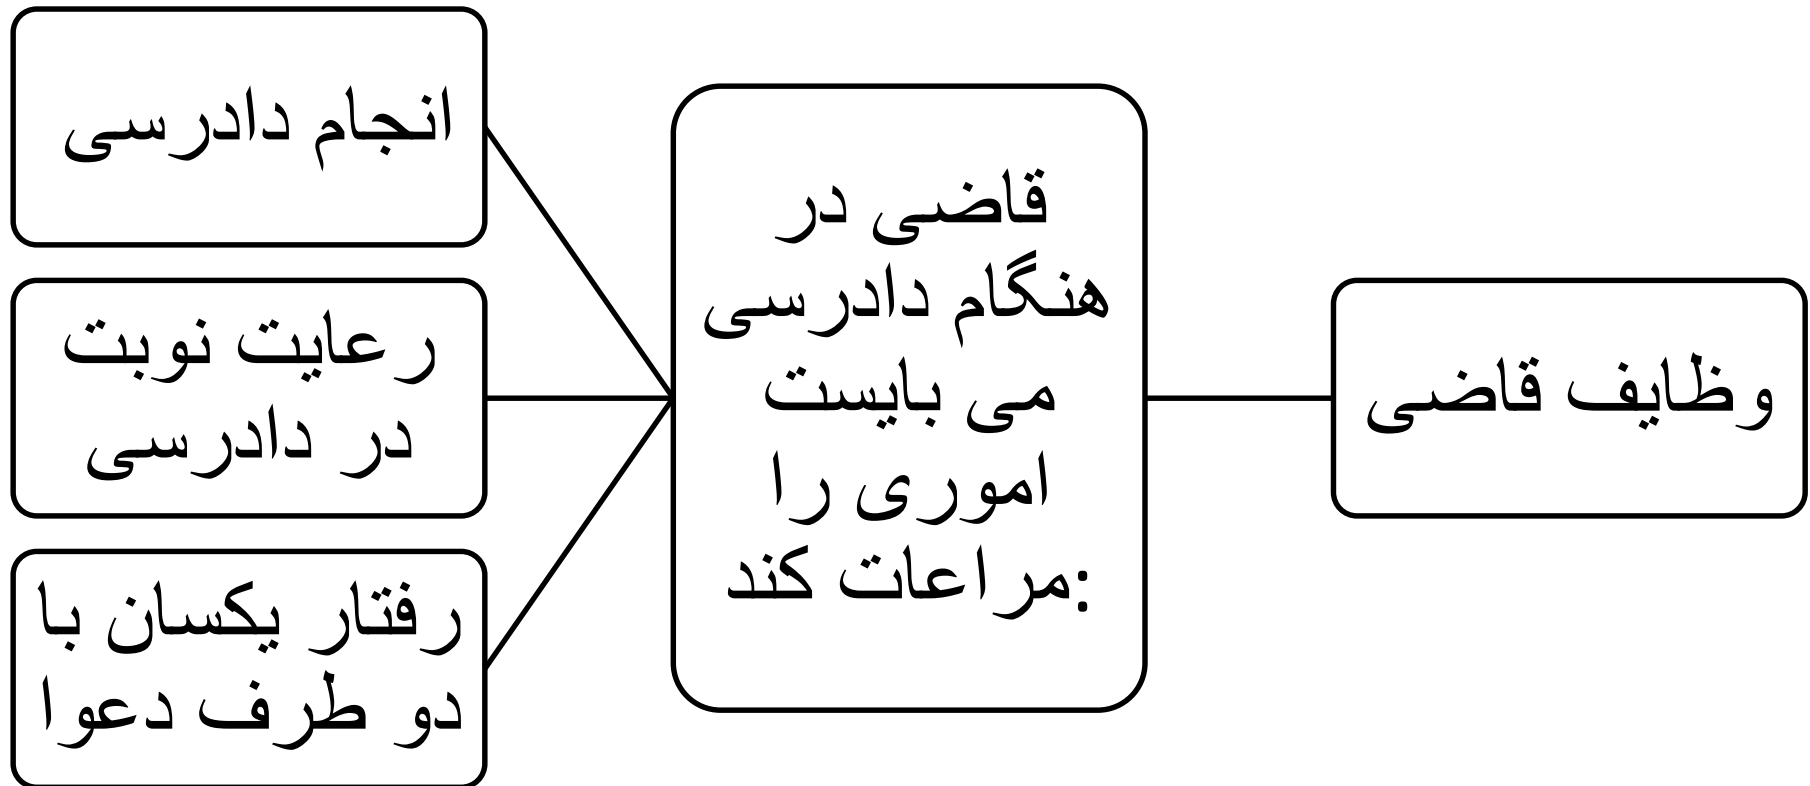 وظایف قاضی
قاضی در
هنگام دادرسی
می بایست
اموری را
مراعات کند:
انجام دادرسی
رعایت نوبت
در دادرسی
رفتار یکسان با
دو طرف دعوا